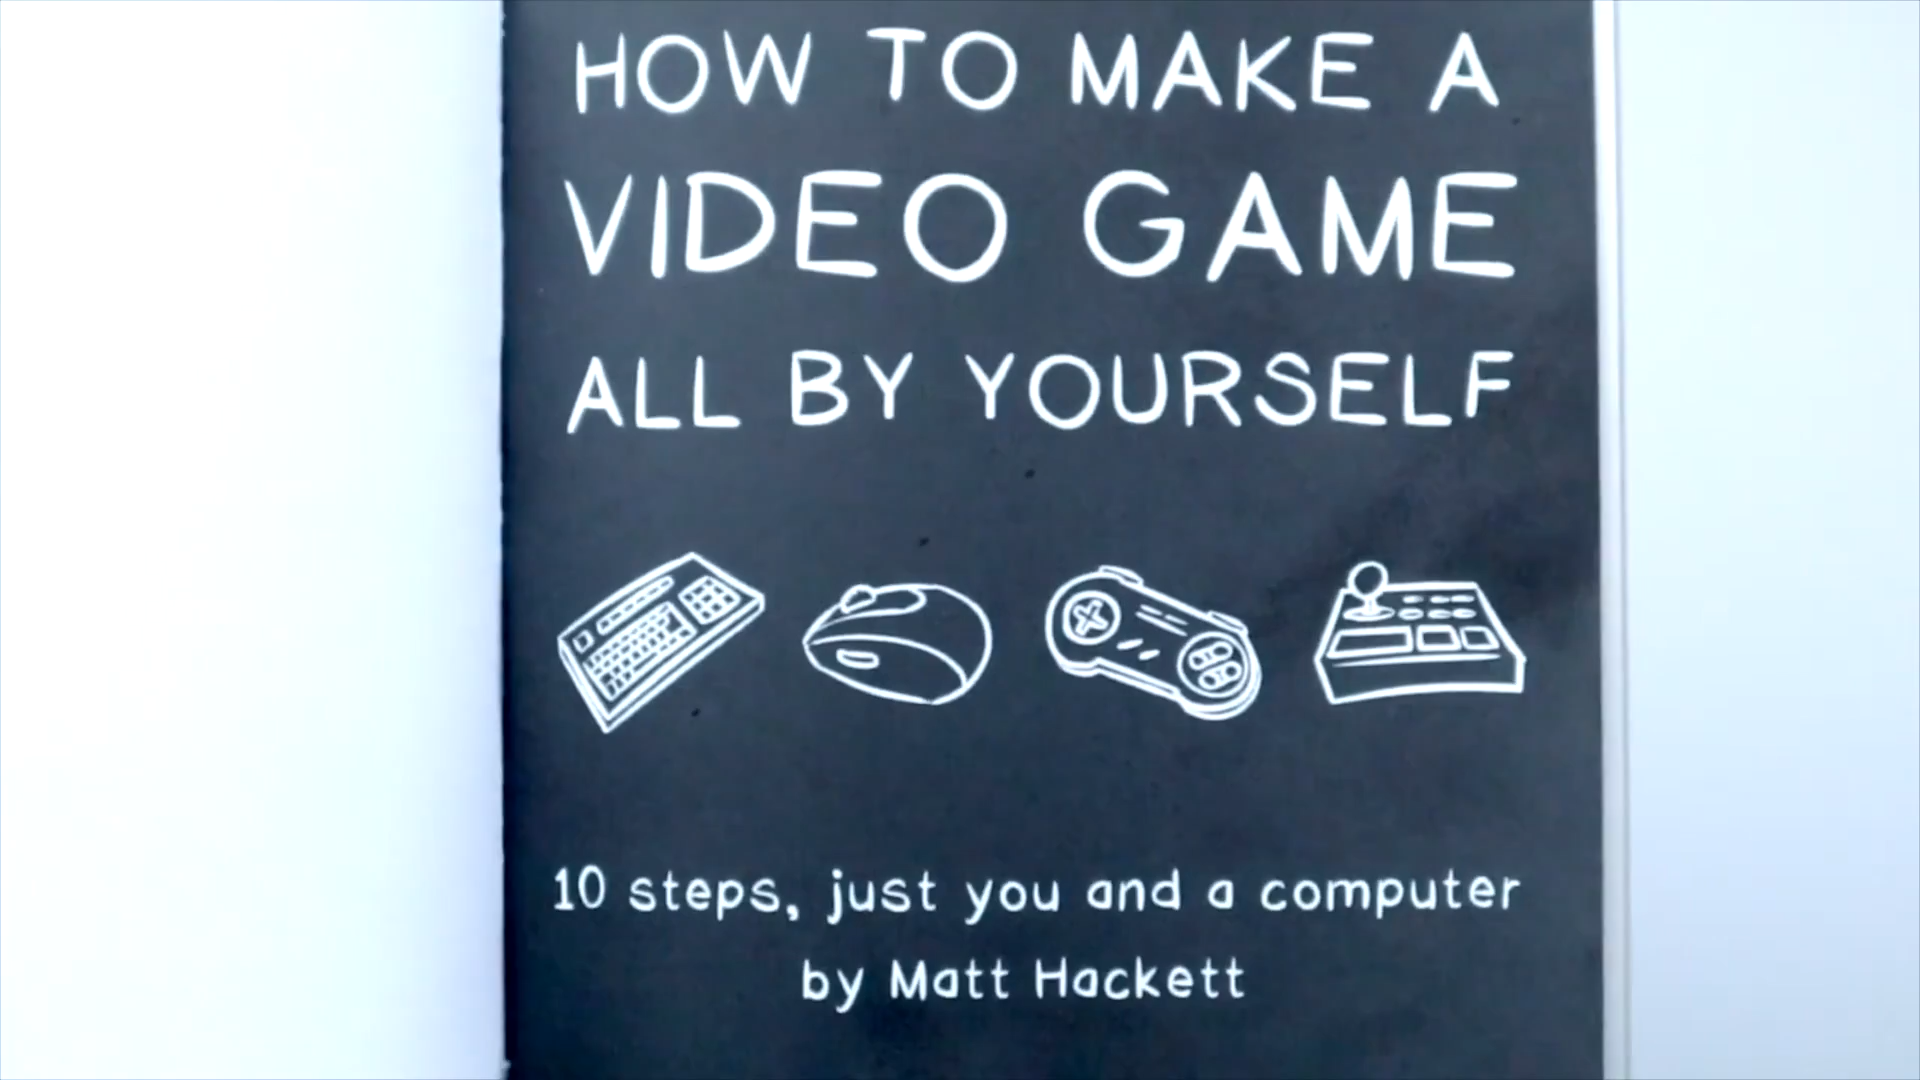 HOW TO MAKE A
VIDEO GAME
ALL BY YOURSELF
10 steps, just you and a computer
by Matt Hackett